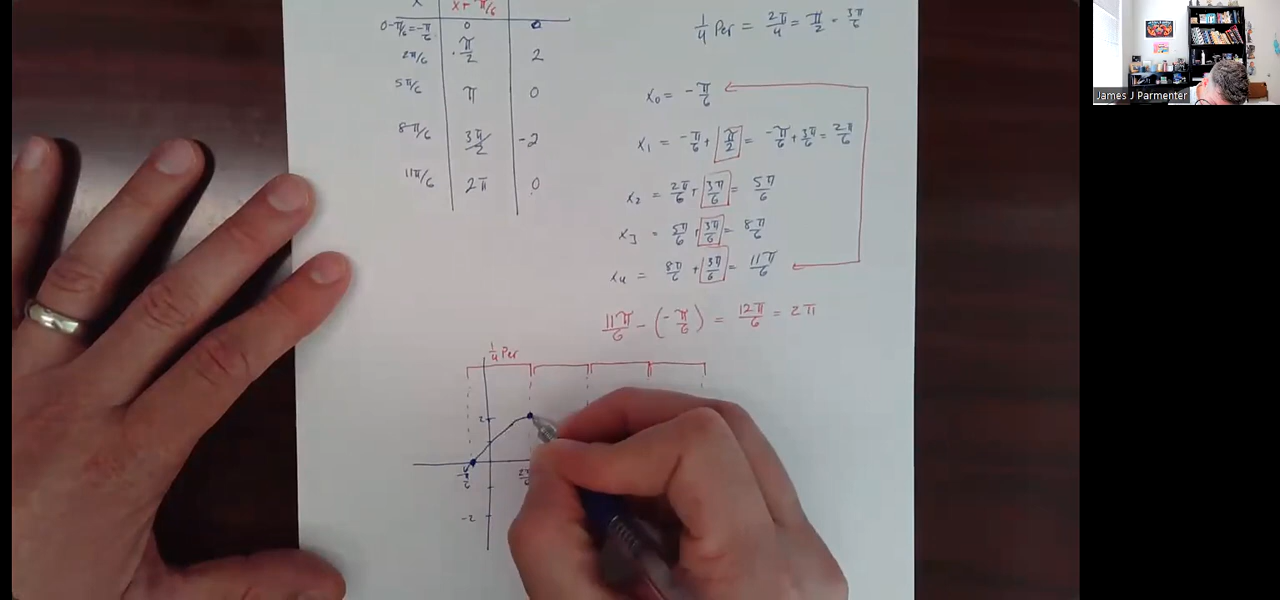 x x+π/6
0-π/6=-π/6 0 0
2π/6 π/2 2
5π/6 π 0
8π/6 3π/2 -2
11π/6 2π 0
1/4 Per = 2π/4 = π/2 = 3π/6
x₀ = -π/6
x₁ = -π/6 + π/2 = -π/6 + 3π/6 = 2π/6
x₂ = 2π/6 + 3π/6 = 5π/6
x₃ = 5π/6 + 3π/6 = 8π/6
x₄ = 8π/6 + 3π/6 = 11π/6
11π/6 - (-π/6) = 12π/6 = 2π
1/4 Per
2
-π/6
-2
James J Parmenter